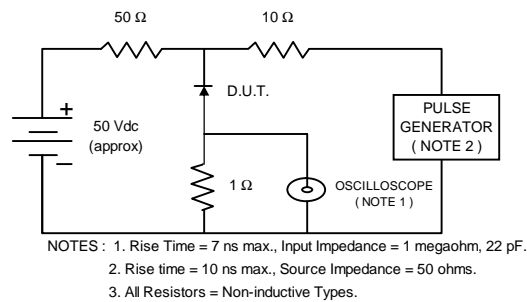 50 Ω
10 Ω
D.U.T.
+
50 Vdc
(approx)
−
PULSE
GENERATOR
( NOTE 2 )
1 Ω
OSCILLOSCOPE
( NOTE 1 )
NOTES : 1. Rise Time = 7 ns max., Input Impedance = 1 megaohm, 22 pF.
2. Rise time = 10 ns max., Source Impedance = 50 ohms.
3. All Resistors = Non-inductive Types.